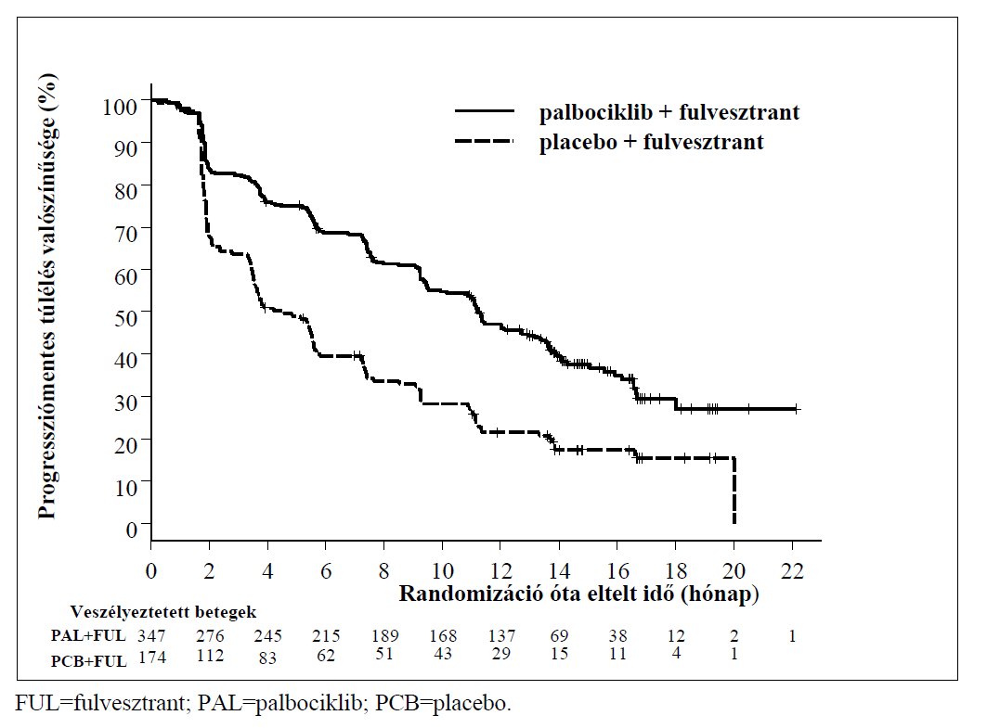 Progressziómentes túlélés valószínűsége (%)
100
90
80
70
60
50
40
30
20
10
0
palbociklib + fulvesztrant
placebo + fulvesztrant
0 2 4 6 8 10 12 14 16 18 20 22
Randomizáció óta eltelt idő (hónap)
Veszélyeztetett betegek
PAL+FUL 347 276 245 215 189 168 137 69 38 12 2 1
PCB+FUL 174 112 83 62 51 43 29 15 11 4 1
FUL=fulvesztrant; PAL=palbociklib; PCB=placebo.